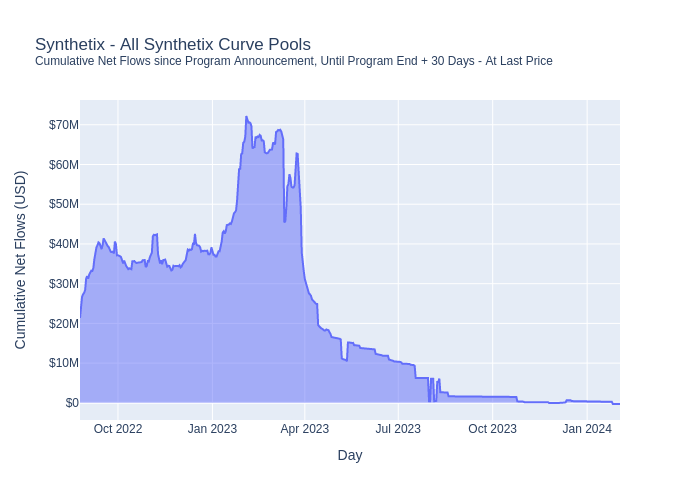 Synthetix - All Synthetix Curve Pools
Cumulative Net Flows since Program Announcement, Until Program End + 30 Days - At Last Price
Cumulative Net Flows (USD)
$70M
$60M
$50M
$40M
$30M
$20M
$10M
$0
Oct 2022
Jan 2023
Apr 2023
Jul 2023
Oct 2023
Jan 2024
Day